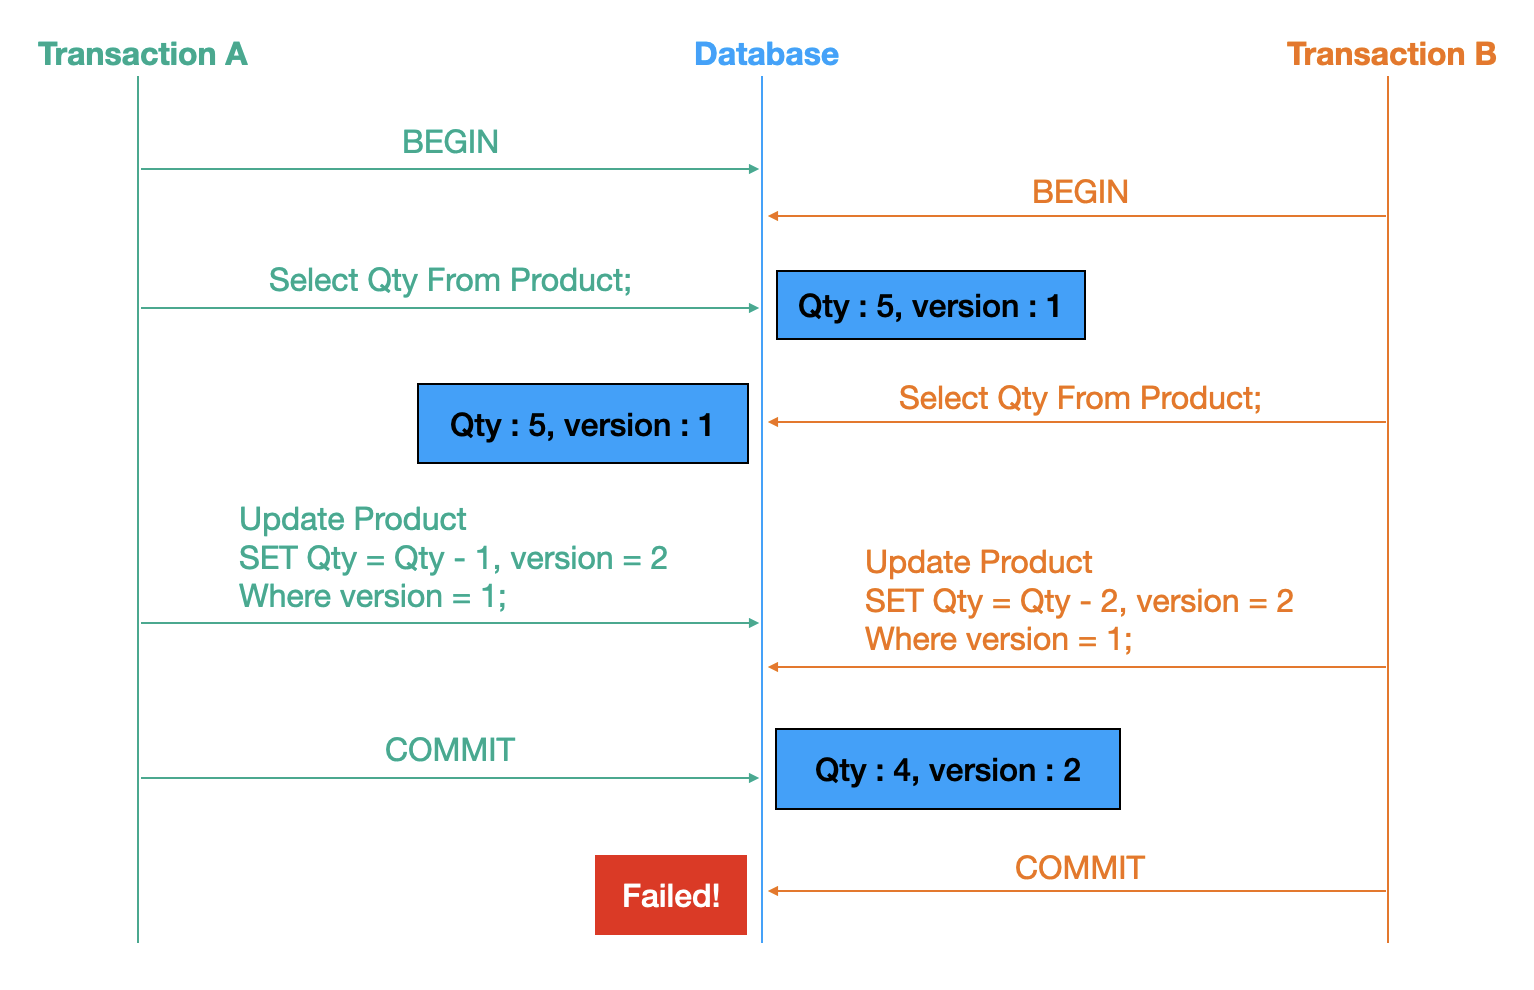 Transaction A
Database
Transaction B
BEGIN
BEGIN
Select Qty From Product;
Qty : 5, version : 1
Select Qty From Product;
Qty : 5, version : 1
Update Product
SET Qty = Qty - 1, version = 2
Where version = 1;
Update Product
SET Qty = Qty - 2, version = 2
Where version = 1;
COMMIT
Qty : 4, version : 2
COMMIT
Failed!